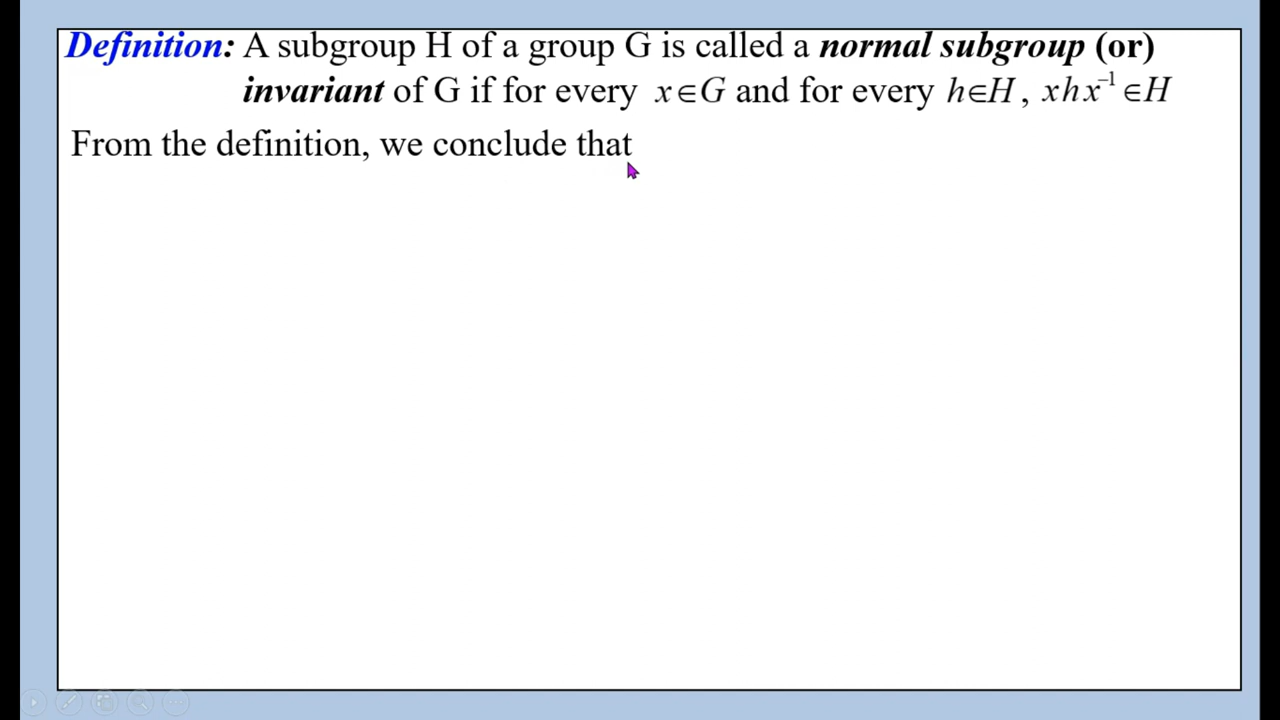 Definition: A subgroup H of a group G is called a normal subgroup (or)
invariant of G if for every x∈G and for every h∈H, xhx⁻¹∈H
From the definition, we conclude that